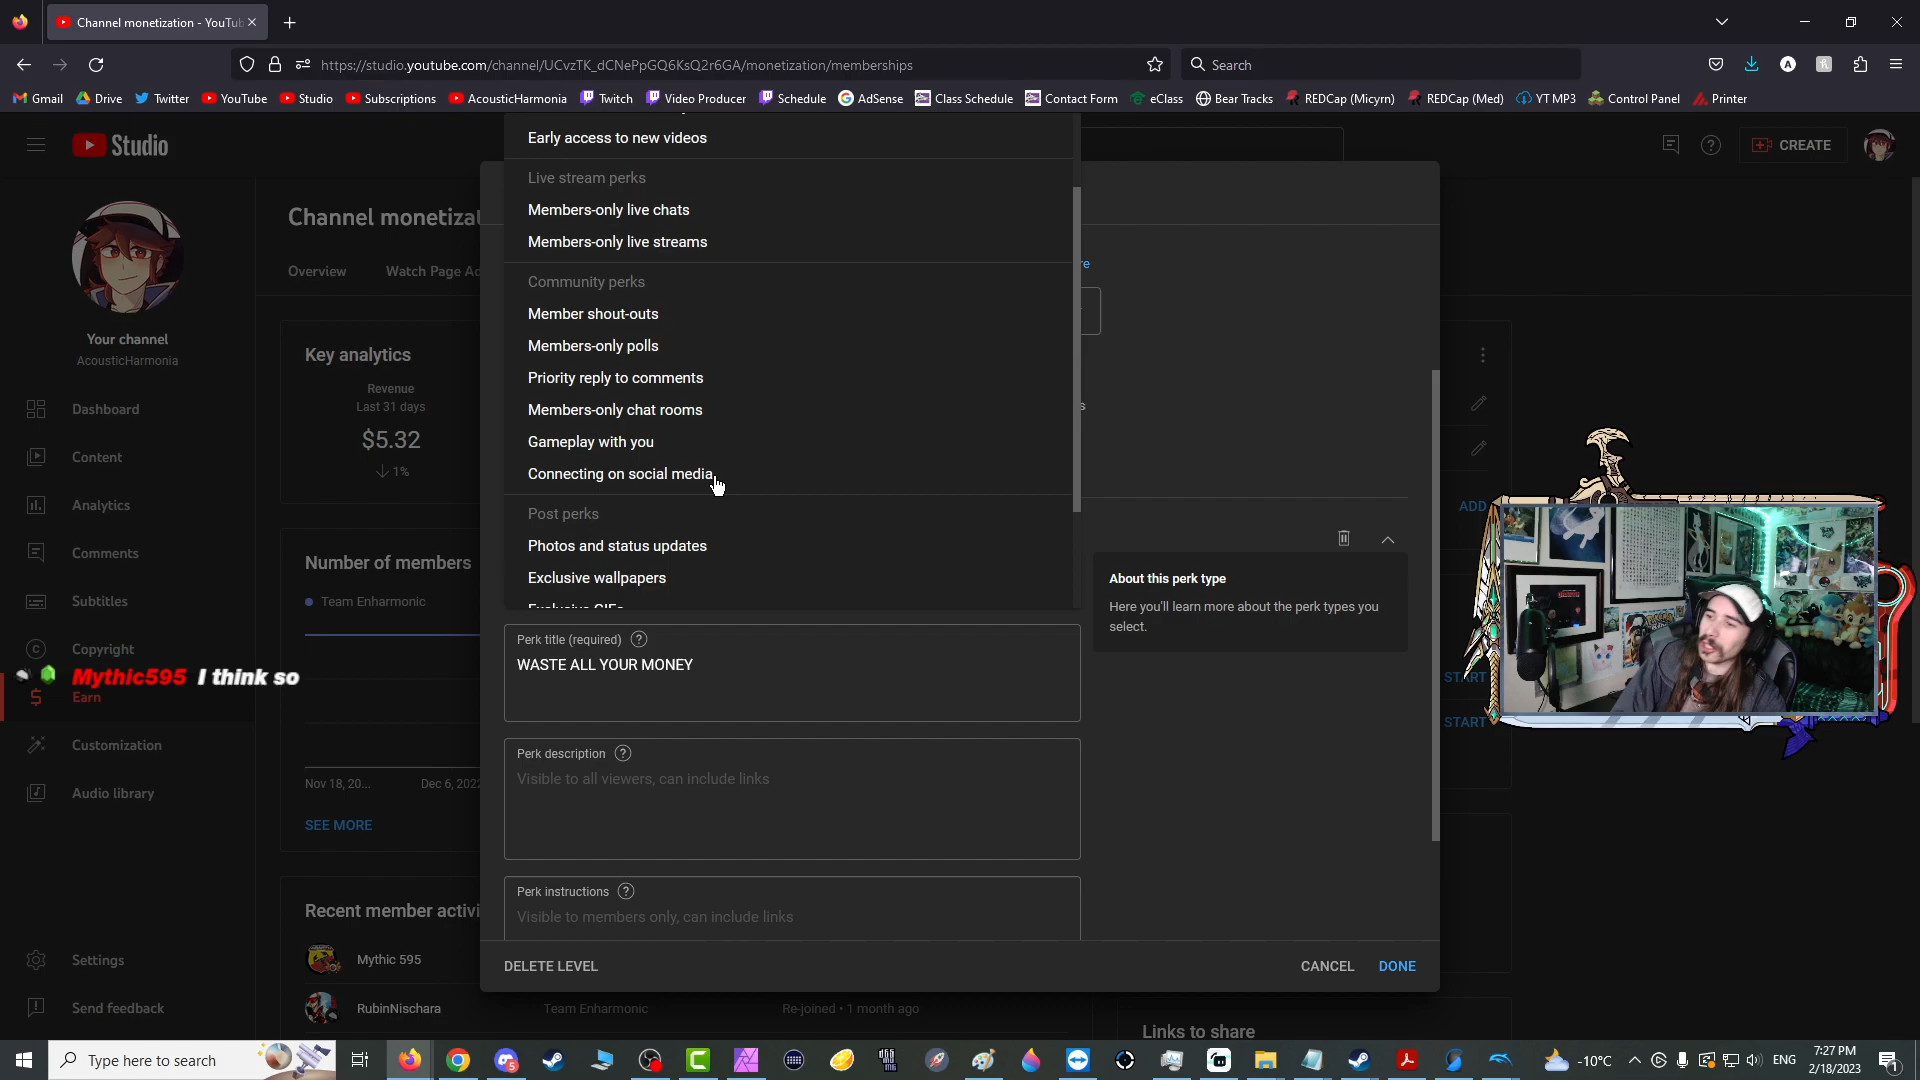 Channel monetization - YouTub
https://studio.youtube.com/channel/UCvzTK_dCNePpGQ6KsQ2r6GA/monetization/memberships
Search
Gmail
Drive
Twitter
YouTube
Studio
Subscriptions
AcousticHarmonia
Twitch
Video Producer
Schedule
AdSense
Class Schedule
Contact Form
eClass
Bear Tracks
REDCap (Micyrn)
REDCap (Med)
YT MP3
Control Panel
Printer
Studio
CREATE
Your channel
AcousticHarmonia
Dashboard
Content
Analytics
Comments
Subtitles
Copyright
Mythic595 I think so
Earn
Customization
Audio library
Settings
Send feedback
Channel monetizat
Overview
Watch Page Ad
Key analytics
Revenue
Last 31 days
$5.32
1%
Number of members
Team Enharmonic
Nov 18, 20...
Dec 6, 2022
SEE MORE
Recent member activi
Mythic 595
RubinNischara
Team Enharmonic
Re-joined • 1 month ago
Early access to new videos
Live stream perks
Members-only live chats
Members-only live streams
Community perks
Member shout-outs
Members-only polls
Priority reply to comments
Members-only chat rooms
Gameplay with you
Connecting on social media
Post perks
Photos and status updates
Exclusive wallpapers
Exclusive GIFs
re
s
Perk title (required)
WASTE ALL YOUR MONEY
Perk description
Visible to all viewers, can include links
Perk instructions
Visible to members only, can include links
About this perk type
Here you'll learn more about the perk types you
select.
DELETE LEVEL
CANCEL
DONE
ADD
START
START
Links to share
Type here to search
-10°C
ENG
7:27 PM
2/18/2023